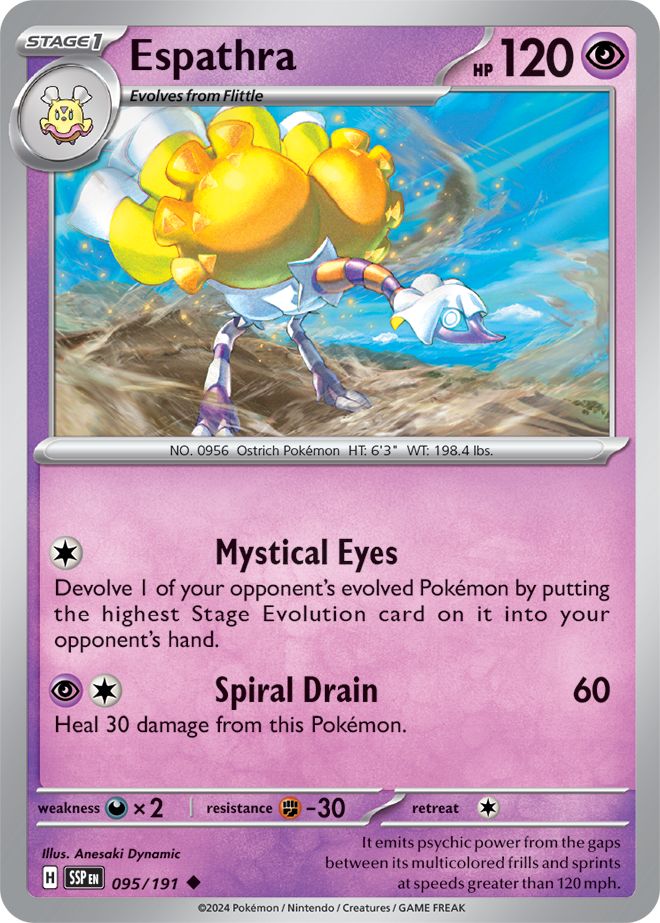 STAGE 1
Espathra
HP 120
Evolves from Flittle
NO. 0956 Ostrich Pokémon HT: 6'3" WT: 198.4 lbs.
Mystical Eyes
Devolve 1 of your opponent's evolved Pokémon by putting
the highest Stage Evolution card on it into your
opponent's hand.
Spiral Drain 60
Heal 30 damage from this Pokémon.
weakness ×2 resistance -30 retreat
Illus. Anesaki Dynamic
H SSP EN 095/191
It emits psychic power from the gaps
between its multicolored frills and sprints
at speeds greater than 120 mph.
©2024 Pokémon / Nintendo / Creatures / GAME FREAK